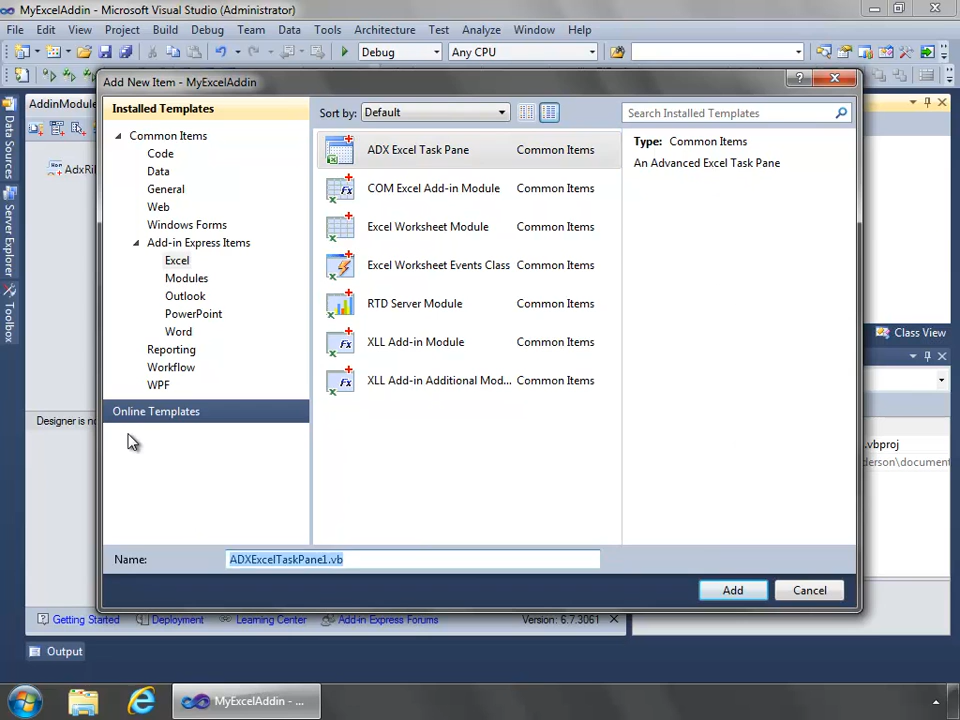 MyExcelAddin - Microsoft Visual Studio (Administrator)
File Edit View Project Build Debug Team Data Tools Architecture Test Analyze Window Help
Debug Any CPU
AddinModule
Add New Item - MyExcelAddin
Installed Templates
Common Items
Code
Data
General
Web
Windows Forms
Add-in Express Items
Excel
Modules
Outlook
PowerPoint
Word
Reporting
Workflow
WPF
Online Templates
Sort by: Default
Search Installed Templates
ADX Excel Task Pane Common Items
COM Excel Add-in Module Common Items
Excel Worksheet Module Common Items
Excel Worksheet Events Class Common Items
RTD Server Module Common Items
XLL Add-in Module Common Items
XLL Add-in Additional Mod... Common Items
Type: Common Items
An Advanced Excel Task Pane
Name: ADXExcelTaskPane1.vb
Add Cancel
Data Sources
Server Explorer
Toolbox
AdxRi
Designer is no
Class View
.vbproj
derson\document
Getting Started Deployment Learning Center Add-in Express Forums Version: 6.7.3061
Output
MyExcelAddin - ...